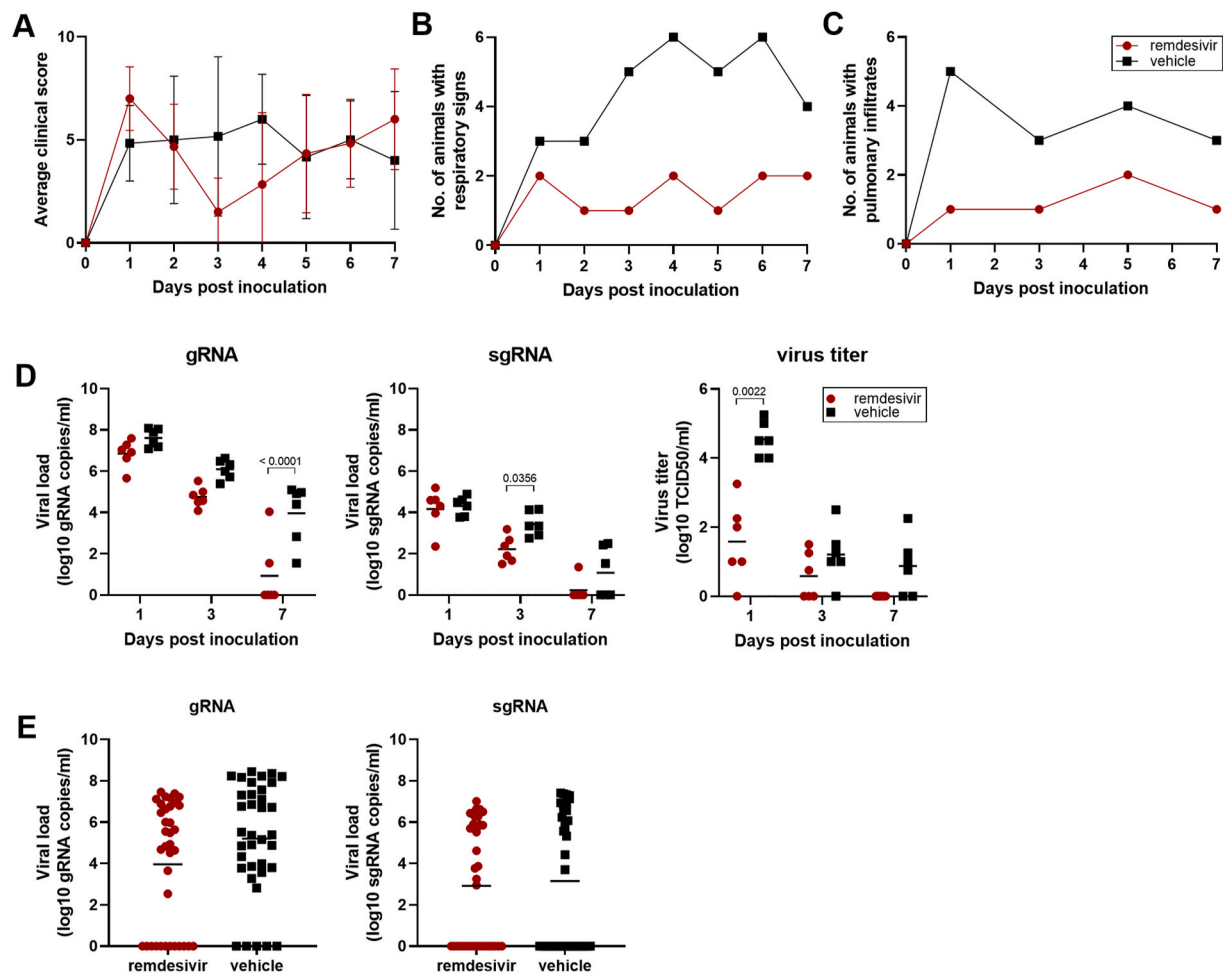 A
10
5
0
Average clinical score
0 1 2 3 4 5 6 7
Days post inoculation
B
6
4
2
0
No. of animals with
respiratory signs
0 1 2 3 4 5 6 7
Days post inoculation
C
6
4
2
0
No. of animals with
pulmonary infiltrates
0 1 2 3 4 5 6 7
Days post inoculation
remdesivir
vehicle
D
gRNA
10
8
6
4
2
0
Viral load
(log10 gRNA copies/ml)
< 0.0001
1 3 7
Days post inoculation
sgRNA
10
8
6
4
2
0
Viral load
(log10 sgRNA copies/ml)
0.0356
1 3 7
Days post inoculation
virus titer
6
4
2
0
Virus titer
(log10 TCID50/ml)
0.0022
remdesivir
vehicle
1 3 7
Days post inoculation
E
gRNA
10
8
6
4
2
0
Viral load
(log10 gRNA copies/ml)
remdesivir vehicle
sgRNA
10
8
6
4
2
0
Viral load
(log10 sgRNA copies/ml)
remdesivir vehicle